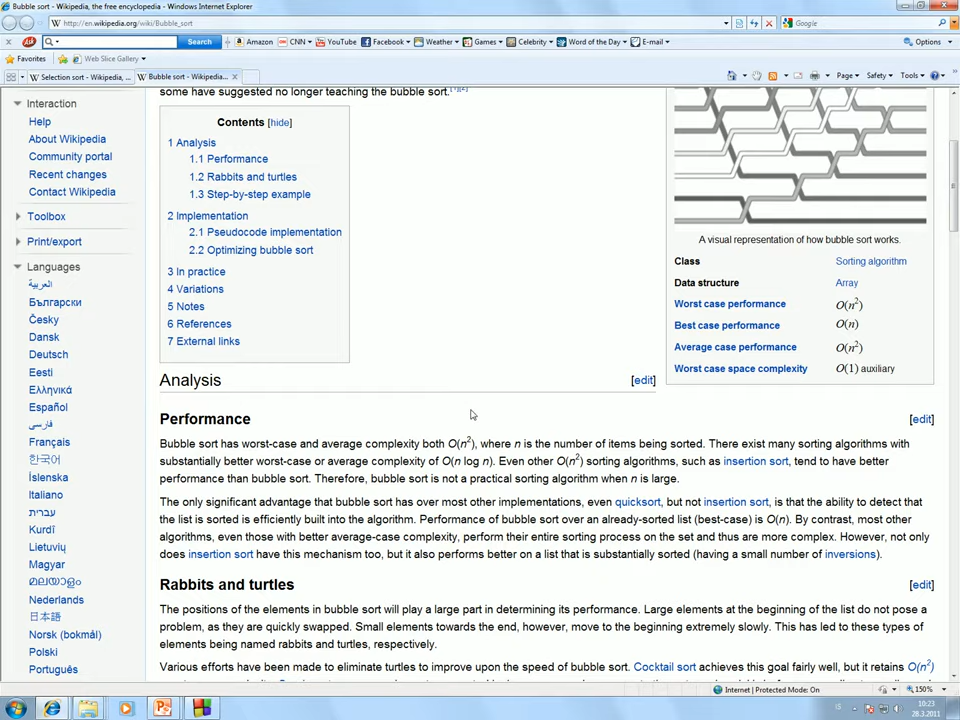 Bubble sort - Wikipedia, the free encyclopedia - Windows Internet Explorer
http://en.wikipedia.org/wiki/Bubble_sort
Google
Ask
Search
Amazon
CNN
YouTube
Facebook
Weather
Games
Celebrity
Word of the Day
E-mail
Options
Favorites
Web Slice Gallery
Selection sort - Wikipedia, ...
Bubble sort - Wikipedia...
Page
Safety
Tools
Interaction
Help
About Wikipedia
Community portal
Recent changes
Contact Wikipedia
Toolbox
Print/export
Languages
العربية
Български
Česky
Dansk
Deutsch
Eesti
Ελληνικά
Español
فارسی
Français
한국어
Íslenska
Italiano
עברית
Kurdî
Lietuvių
Magyar
മലയാളം
Nederlands
日本語
Norsk (bokmål)
Polski
Português
some have suggested no longer teaching the bubble sort.[1][2]
Contents [hide]
1 Analysis
1.1 Performance
1.2 Rabbits and turtles
1.3 Step-by-step example
2 Implementation
2.1 Pseudocode implementation
2.2 Optimizing bubble sort
3 In practice
4 Variations
5 Notes
6 References
7 External links
A visual representation of how bubble sort works.
Class Sorting algorithm
Data structure Array
Worst case performance O(n²)
Best case performance O(n)
Average case performance O(n²)
Worst case space complexity O(1) auxiliary
Analysis [edit]
Performance [edit]
Bubble sort has worst-case and average complexity both O(n²), where n is the number of items being sorted. There exist many sorting algorithms with
substantially better worst-case or average complexity of O(n log n). Even other O(n²) sorting algorithms, such as insertion sort, tend to have better
performance than bubble sort. Therefore, bubble sort is not a practical sorting algorithm when n is large.
The only significant advantage that bubble sort has over most other implementations, even quicksort, but not insertion sort, is that the ability to detect that
the list is sorted is efficiently built into the algorithm. Performance of bubble sort over an already-sorted list (best-case) is O(n). By contrast, most other
algorithms, even those with better average-case complexity, perform their entire sorting process on the set and thus are more complex. However, not only
does insertion sort have this mechanism too, but it also performs better on a list that is substantially sorted (having a small number of inversions).
Rabbits and turtles [edit]
The positions of the elements in bubble sort will play a large part in determining its performance. Large elements at the beginning of the list do not pose a
problem, as they are quickly swapped. Small elements towards the end, however, move to the beginning extremely slowly. This has led to these types of
elements being named rabbits and turtles, respectively.
Various efforts have been made to eliminate turtles to improve upon the speed of bubble sort. Cocktail sort achieves this goal fairly well, but it retains O(n²)
Internet | Protected Mode: On
150%
IS
10:23
28.3.2011